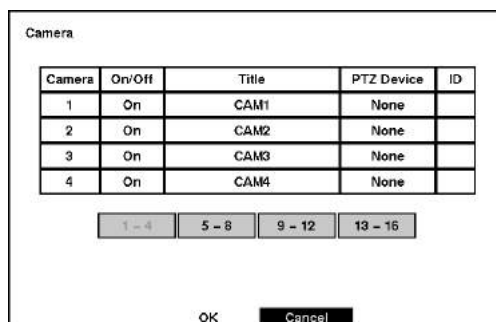 Camera
Camera On/Off Title PTZ Device ID
1 On CAM1 None
2 On CAM2 None
3 On CAM3 None
4 On CAM4 None
1 – 4 5 – 8 9 – 12 13 – 16
OK Cancel